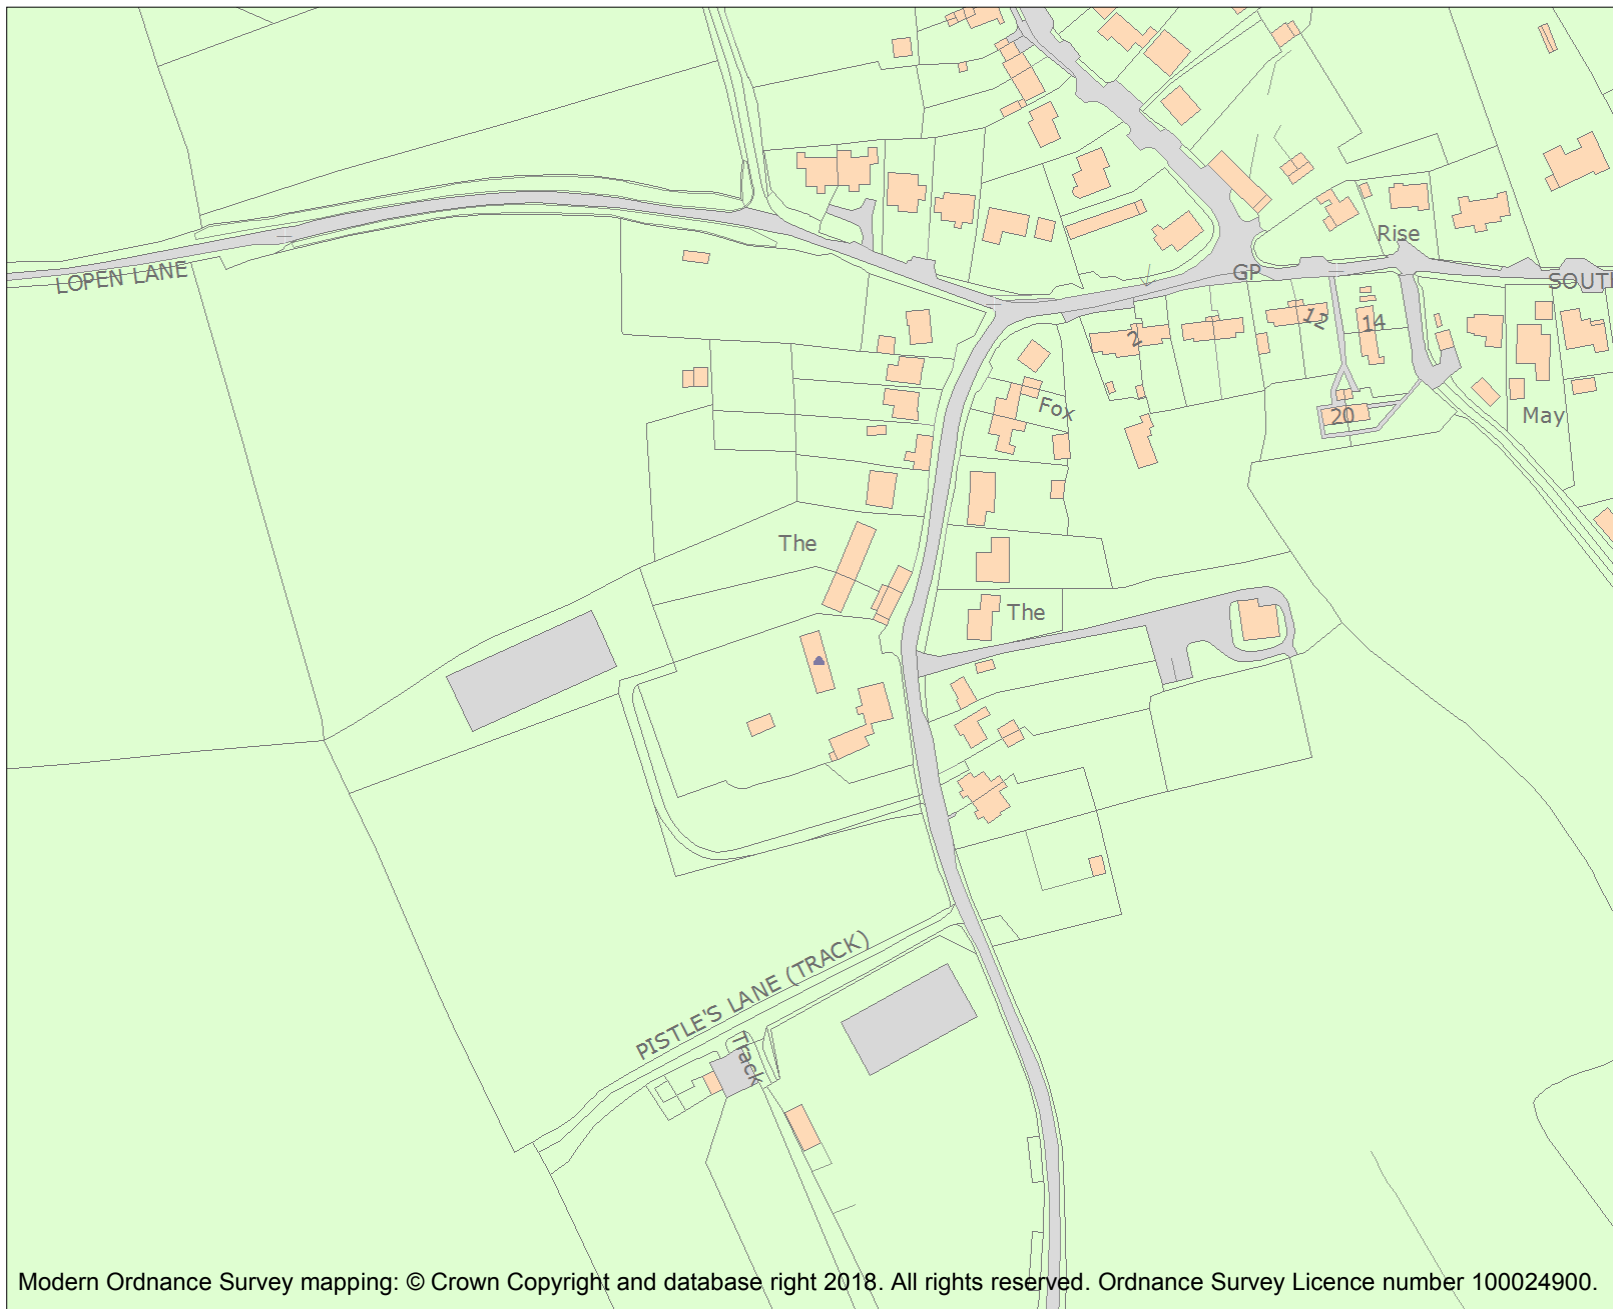 Rise
GP
LOPEN LANE
SOUTH
12
14
2
Fox
20
May
The
The
PISTLE'S LANE (TRACK)
Track
Modern Ordnance Survey mapping: © Crown Copyright and database right 2018. All rights reserved. Ordnance Survey Licence number 100024900.